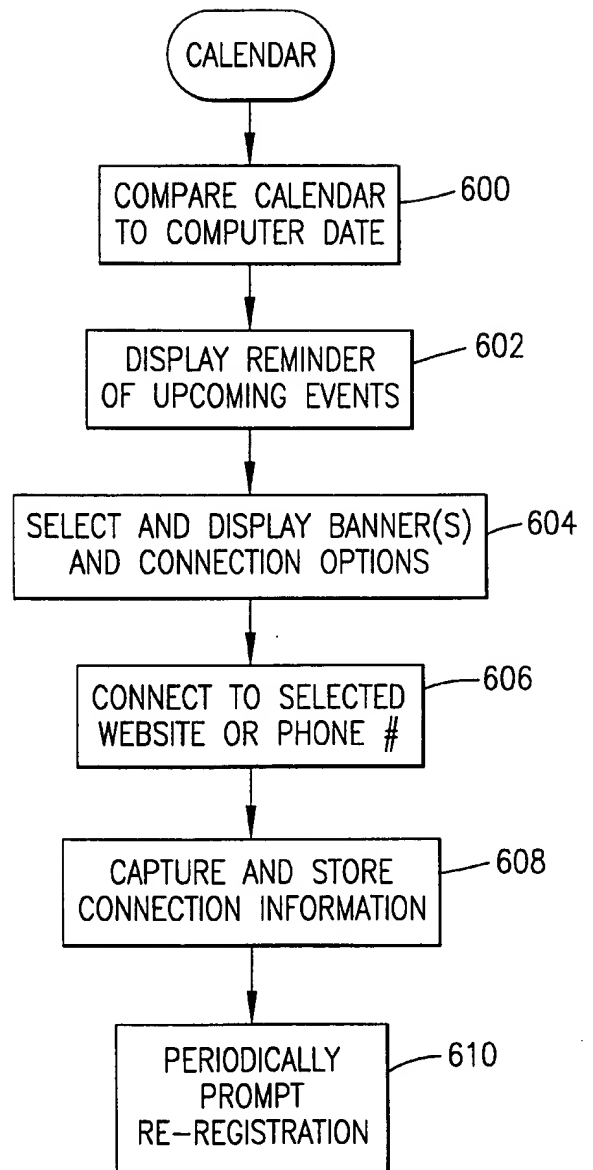 CALENDAR
COMPARE CALENDAR
TO COMPUTER DATE
600
DISPLAY REMINDER
OF UPCOMING EVENTS
602
SELECT AND DISPLAY BANNER(S)
AND CONNECTION OPTIONS
604
CONNECT TO SELECTED
WEBSITE OR PHONE #
606
CAPTURE AND STORE
CONNECTION INFORMATION
608
PERIODICALLY
PROMPT
RE-REGISTRATION
610